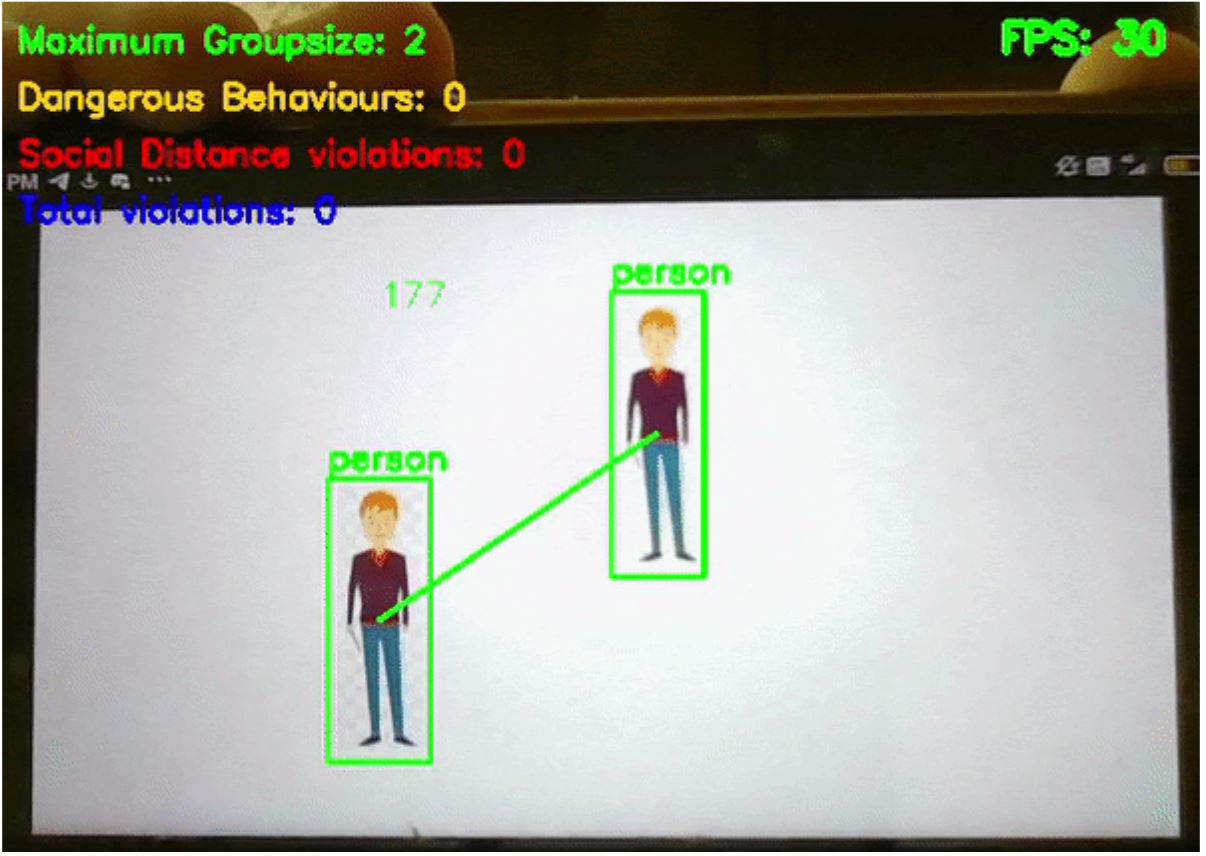 Maximum Groupsize: 2
FPS: 30
Dangerous Behaviours: 0
Social Distance violations: 0
PM
Total violations: 0
177
person
person